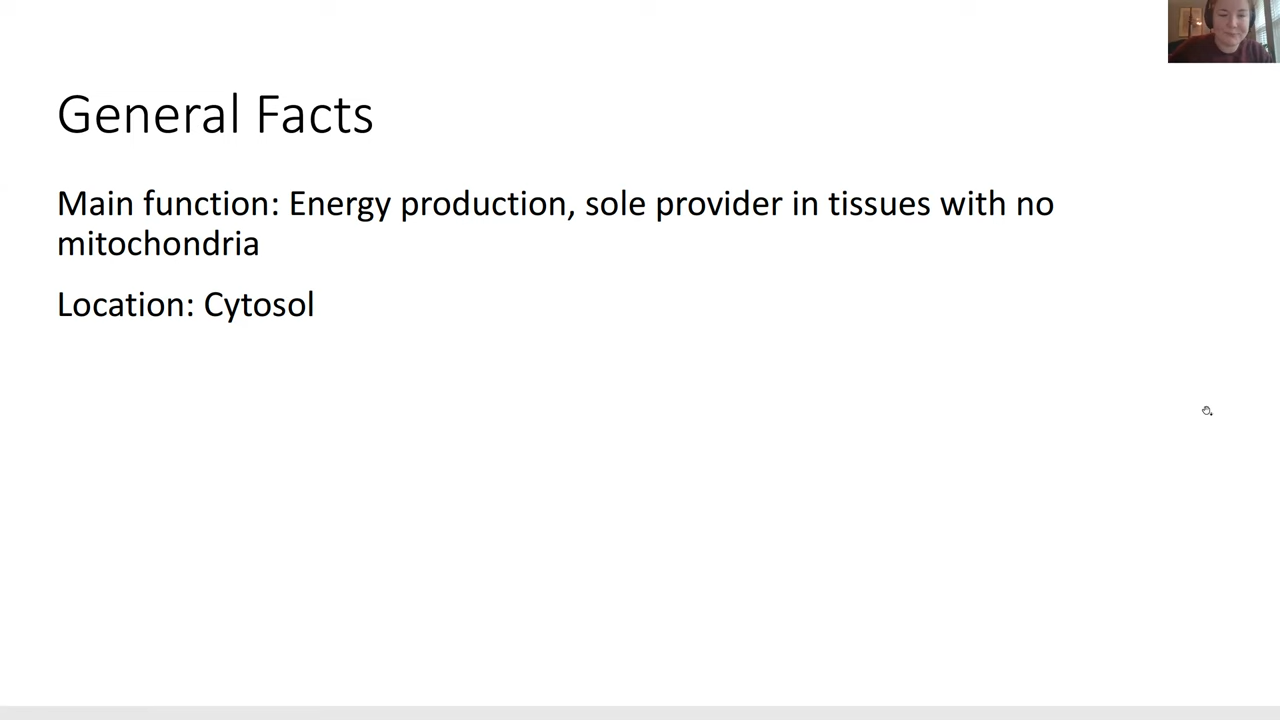 General Facts
Main function: Energy production, sole provider in tissues with no
mitochondria
Location: Cytosol